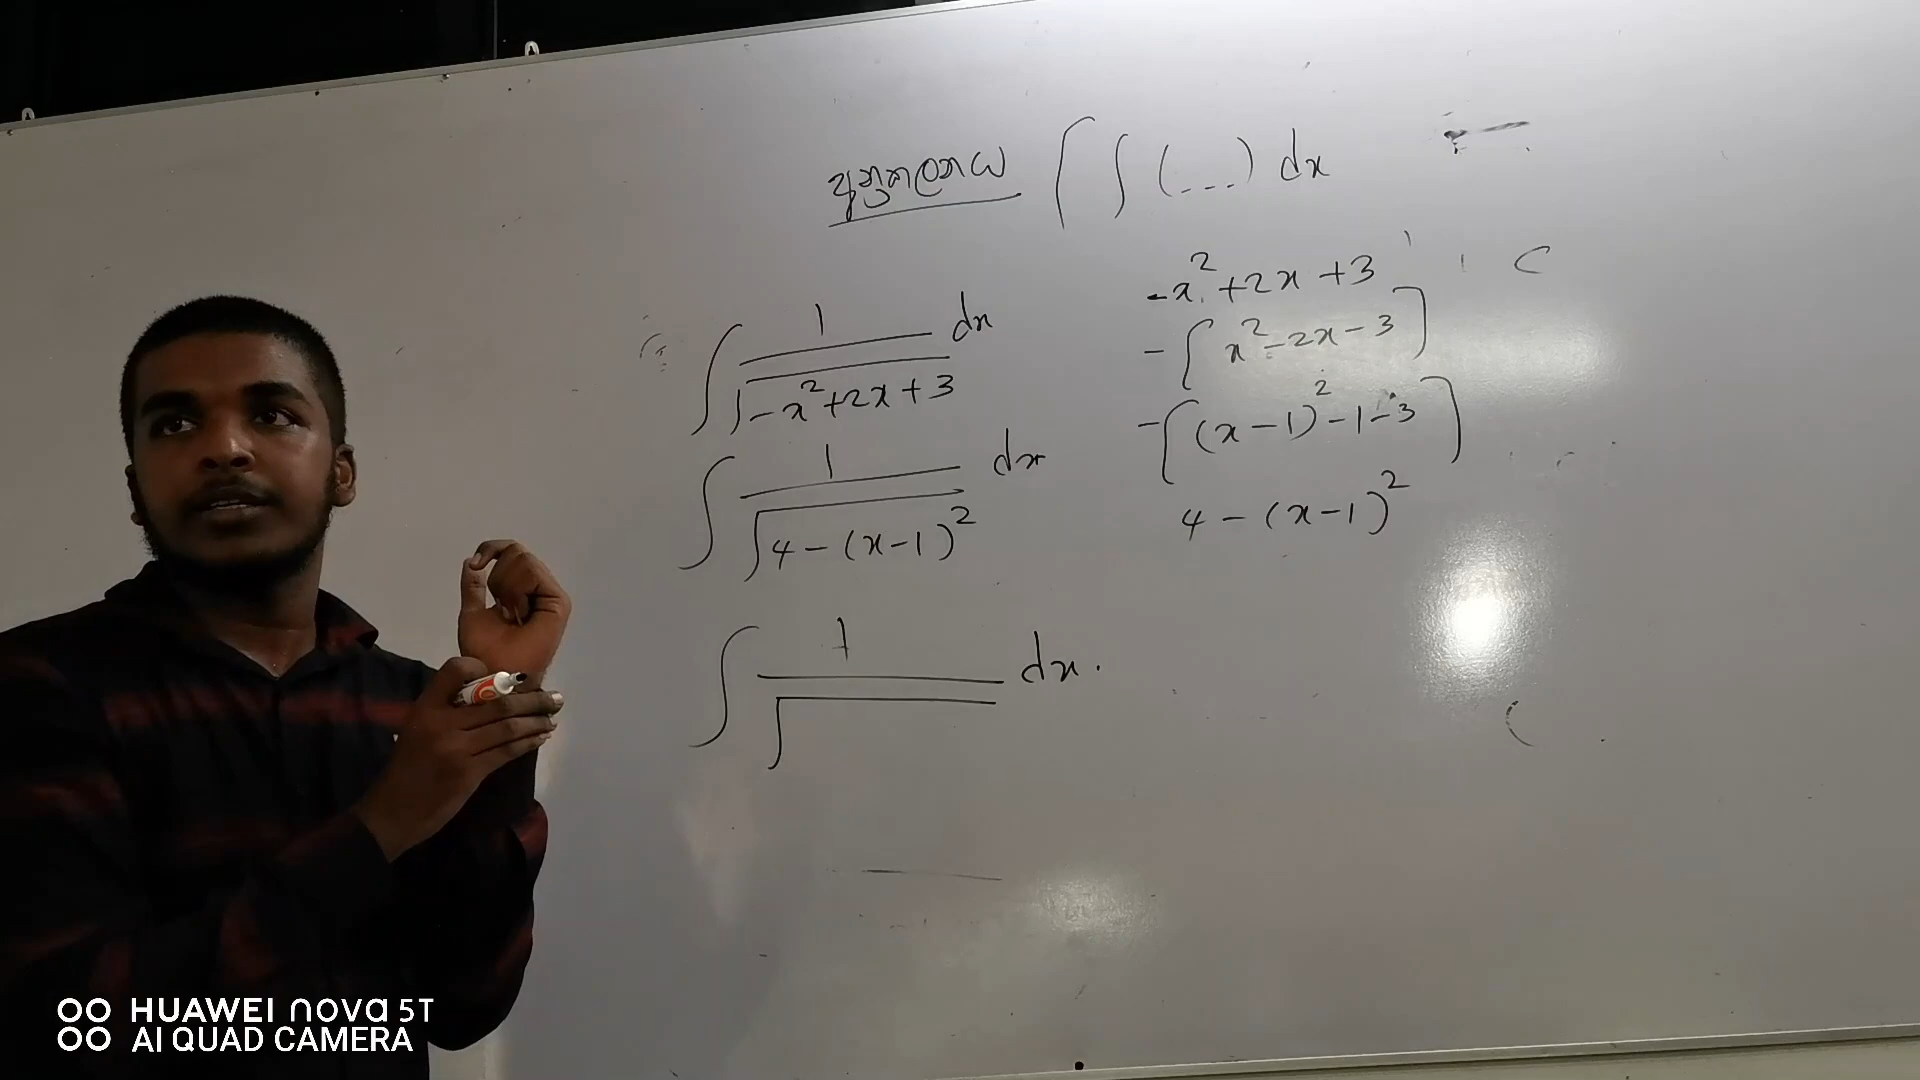 අනුකලනය ∫ (...) dx
∫ 1/√(-x²+2x+3) dx
∫ 1/√(4-(x-1)²) dx
∫ 1/√ dx.
-x²+2x+3
-[x²-2x-3]
-[(x-1)²-1-3]
4-(x-1)²
HUAWEI nova 5T
AI QUAD CAMERA